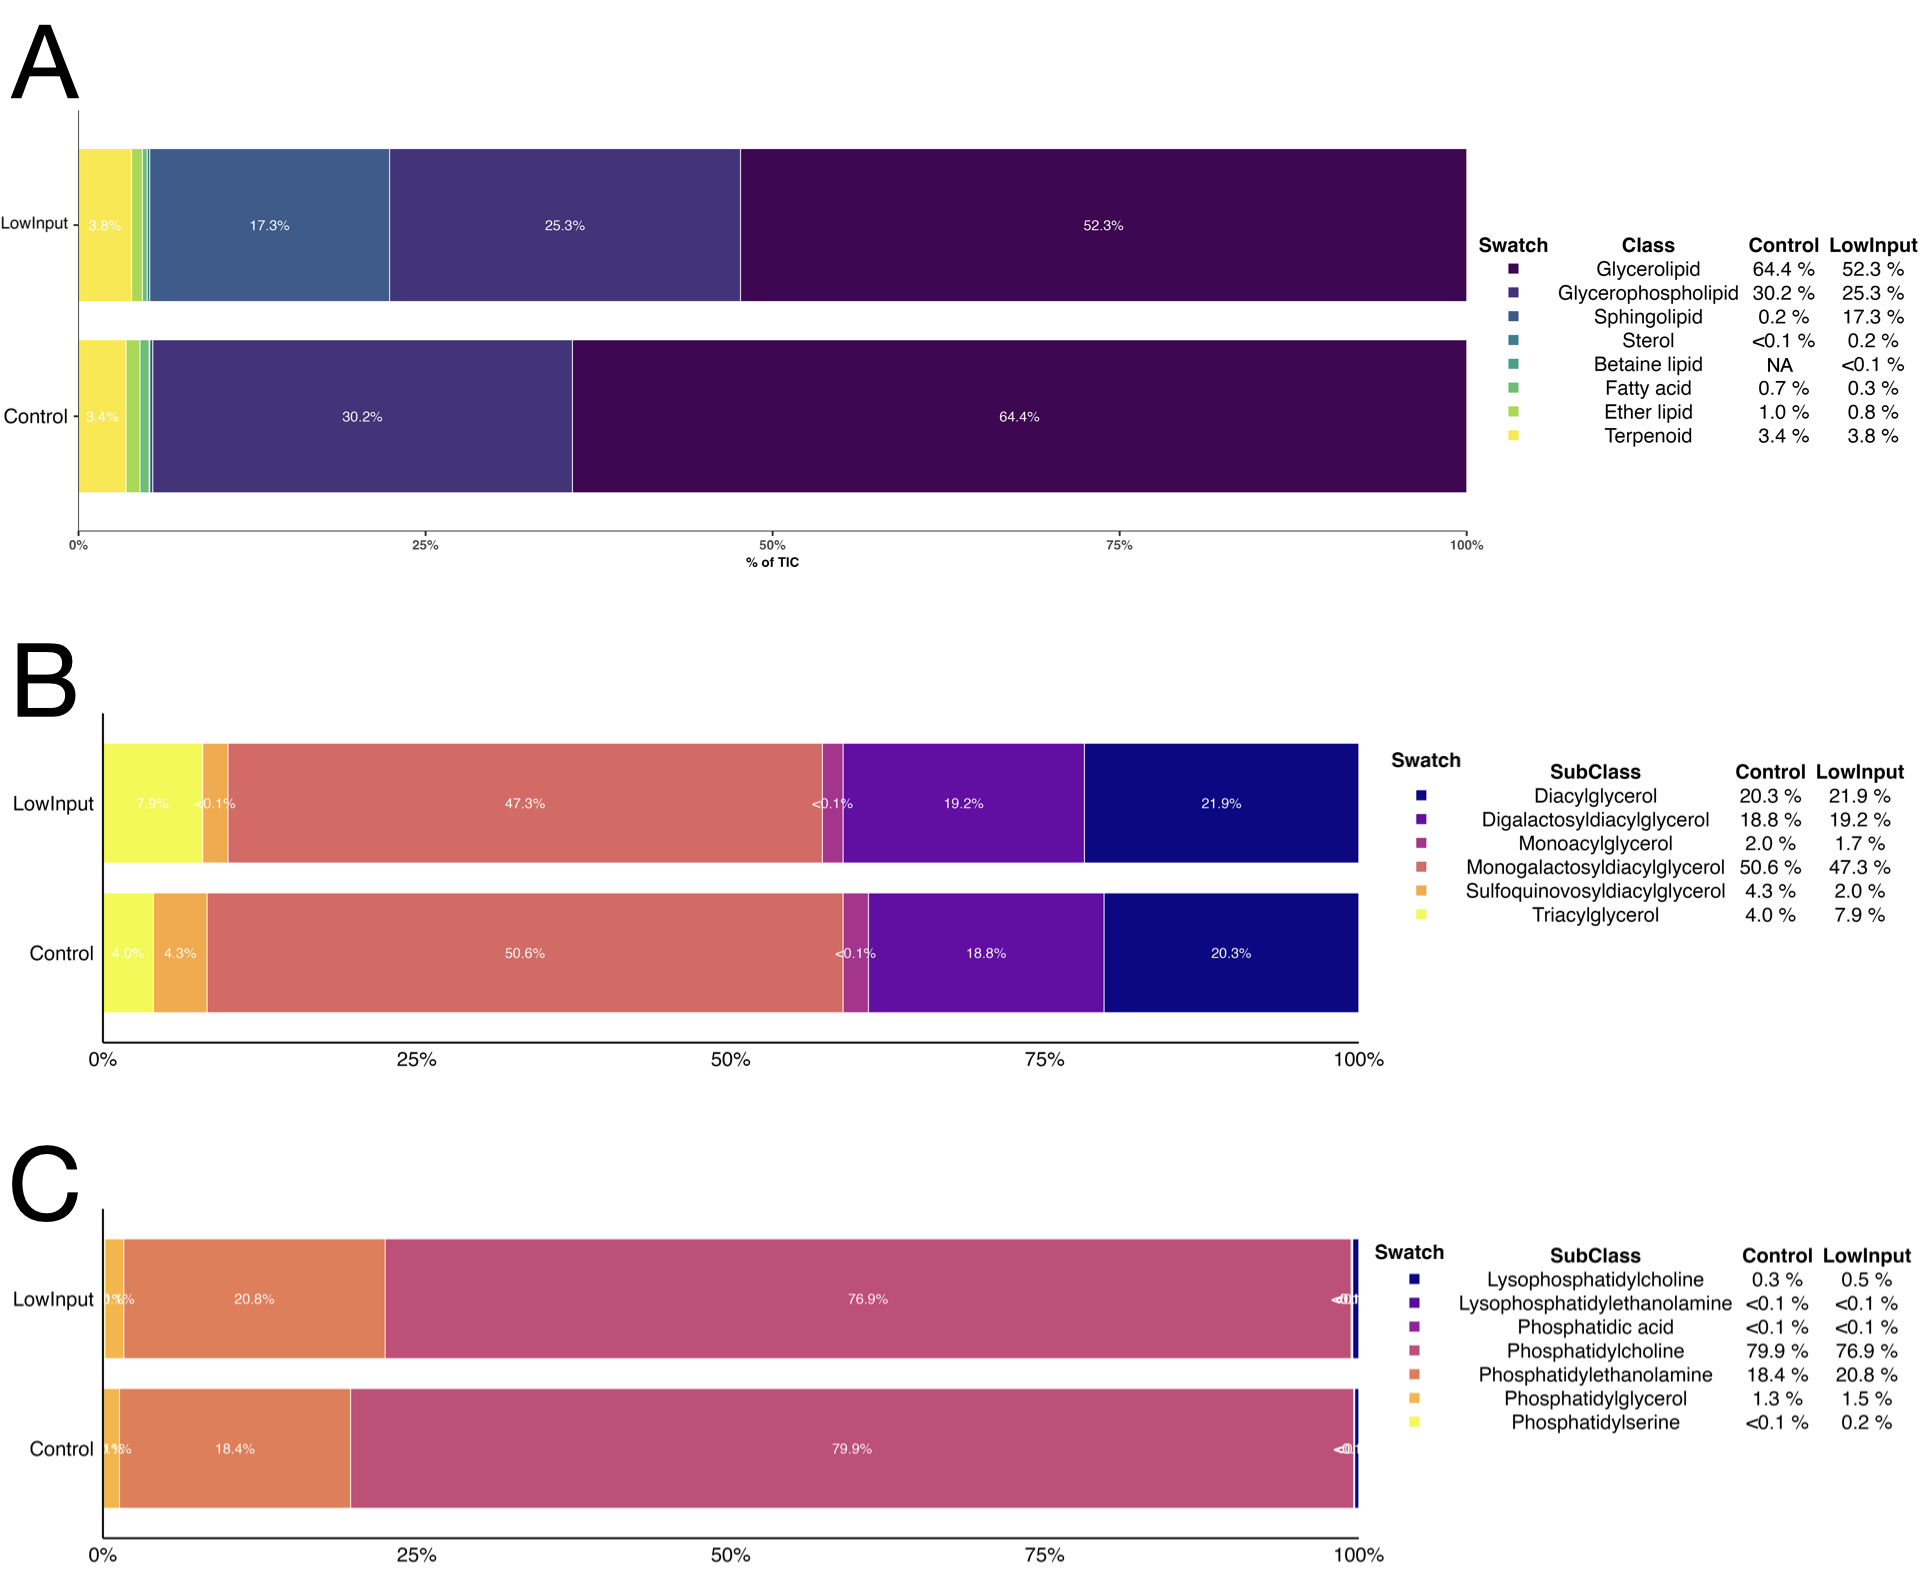 A
LowInput
3.8%
17.3%
25.3%
52.3%
Control
3.4%
30.2%
64.4%
0%
25%
50%
75%
100%
% of TIC
Swatch Class Control LowInput
Glycerolipid 64.4 % 52.3 %
Glycerophospholipid 30.2 % 25.3 %
Sphingolipid 0.2 % 17.3 %
Sterol <0.1 % 0.2 %
Betaine lipid NA <0.1 %
Fatty acid 0.7 % 0.3 %
Ether lipid 1.0 % 0.8 %
Terpenoid 3.4 % 3.8 %
B
LowInput
7.9%
<0.1%
47.3%
<0.1%
19.2%
21.9%
Control
4.0%
4.3%
50.6%
<0.1%
18.8%
20.3%
0%
25%
50%
75%
100%
Swatch SubClass Control LowInput
Diacylglycerol 20.3 % 21.9 %
Digalactosyldiacylglycerol 18.8 % 19.2 %
Monoacylglycerol 2.0 % 1.7 %
Monogalactosyldiacylglycerol 50.6 % 47.3 %
Sulfoquinovosyldiacylglycerol 4.3 % 2.0 %
Triacylglycerol 4.0 % 7.9 %
C
LowInput
20.8%
76.9%
Control
18.4%
79.9%
0%
25%
50%
75%
100%
Swatch SubClass Control LowInput
Lysophosphatidylcholine 0.3 % 0.5 %
Lysophosphatidylethanolamine <0.1 % <0.1 %
Phosphatidic acid <0.1 % <0.1 %
Phosphatidylcholine 79.9 % 76.9 %
Phosphatidylethanolamine 18.4 % 20.8 %
Phosphatidylglycerol 1.3 % 1.5 %
Phosphatidylserine <0.1 % 0.2 %